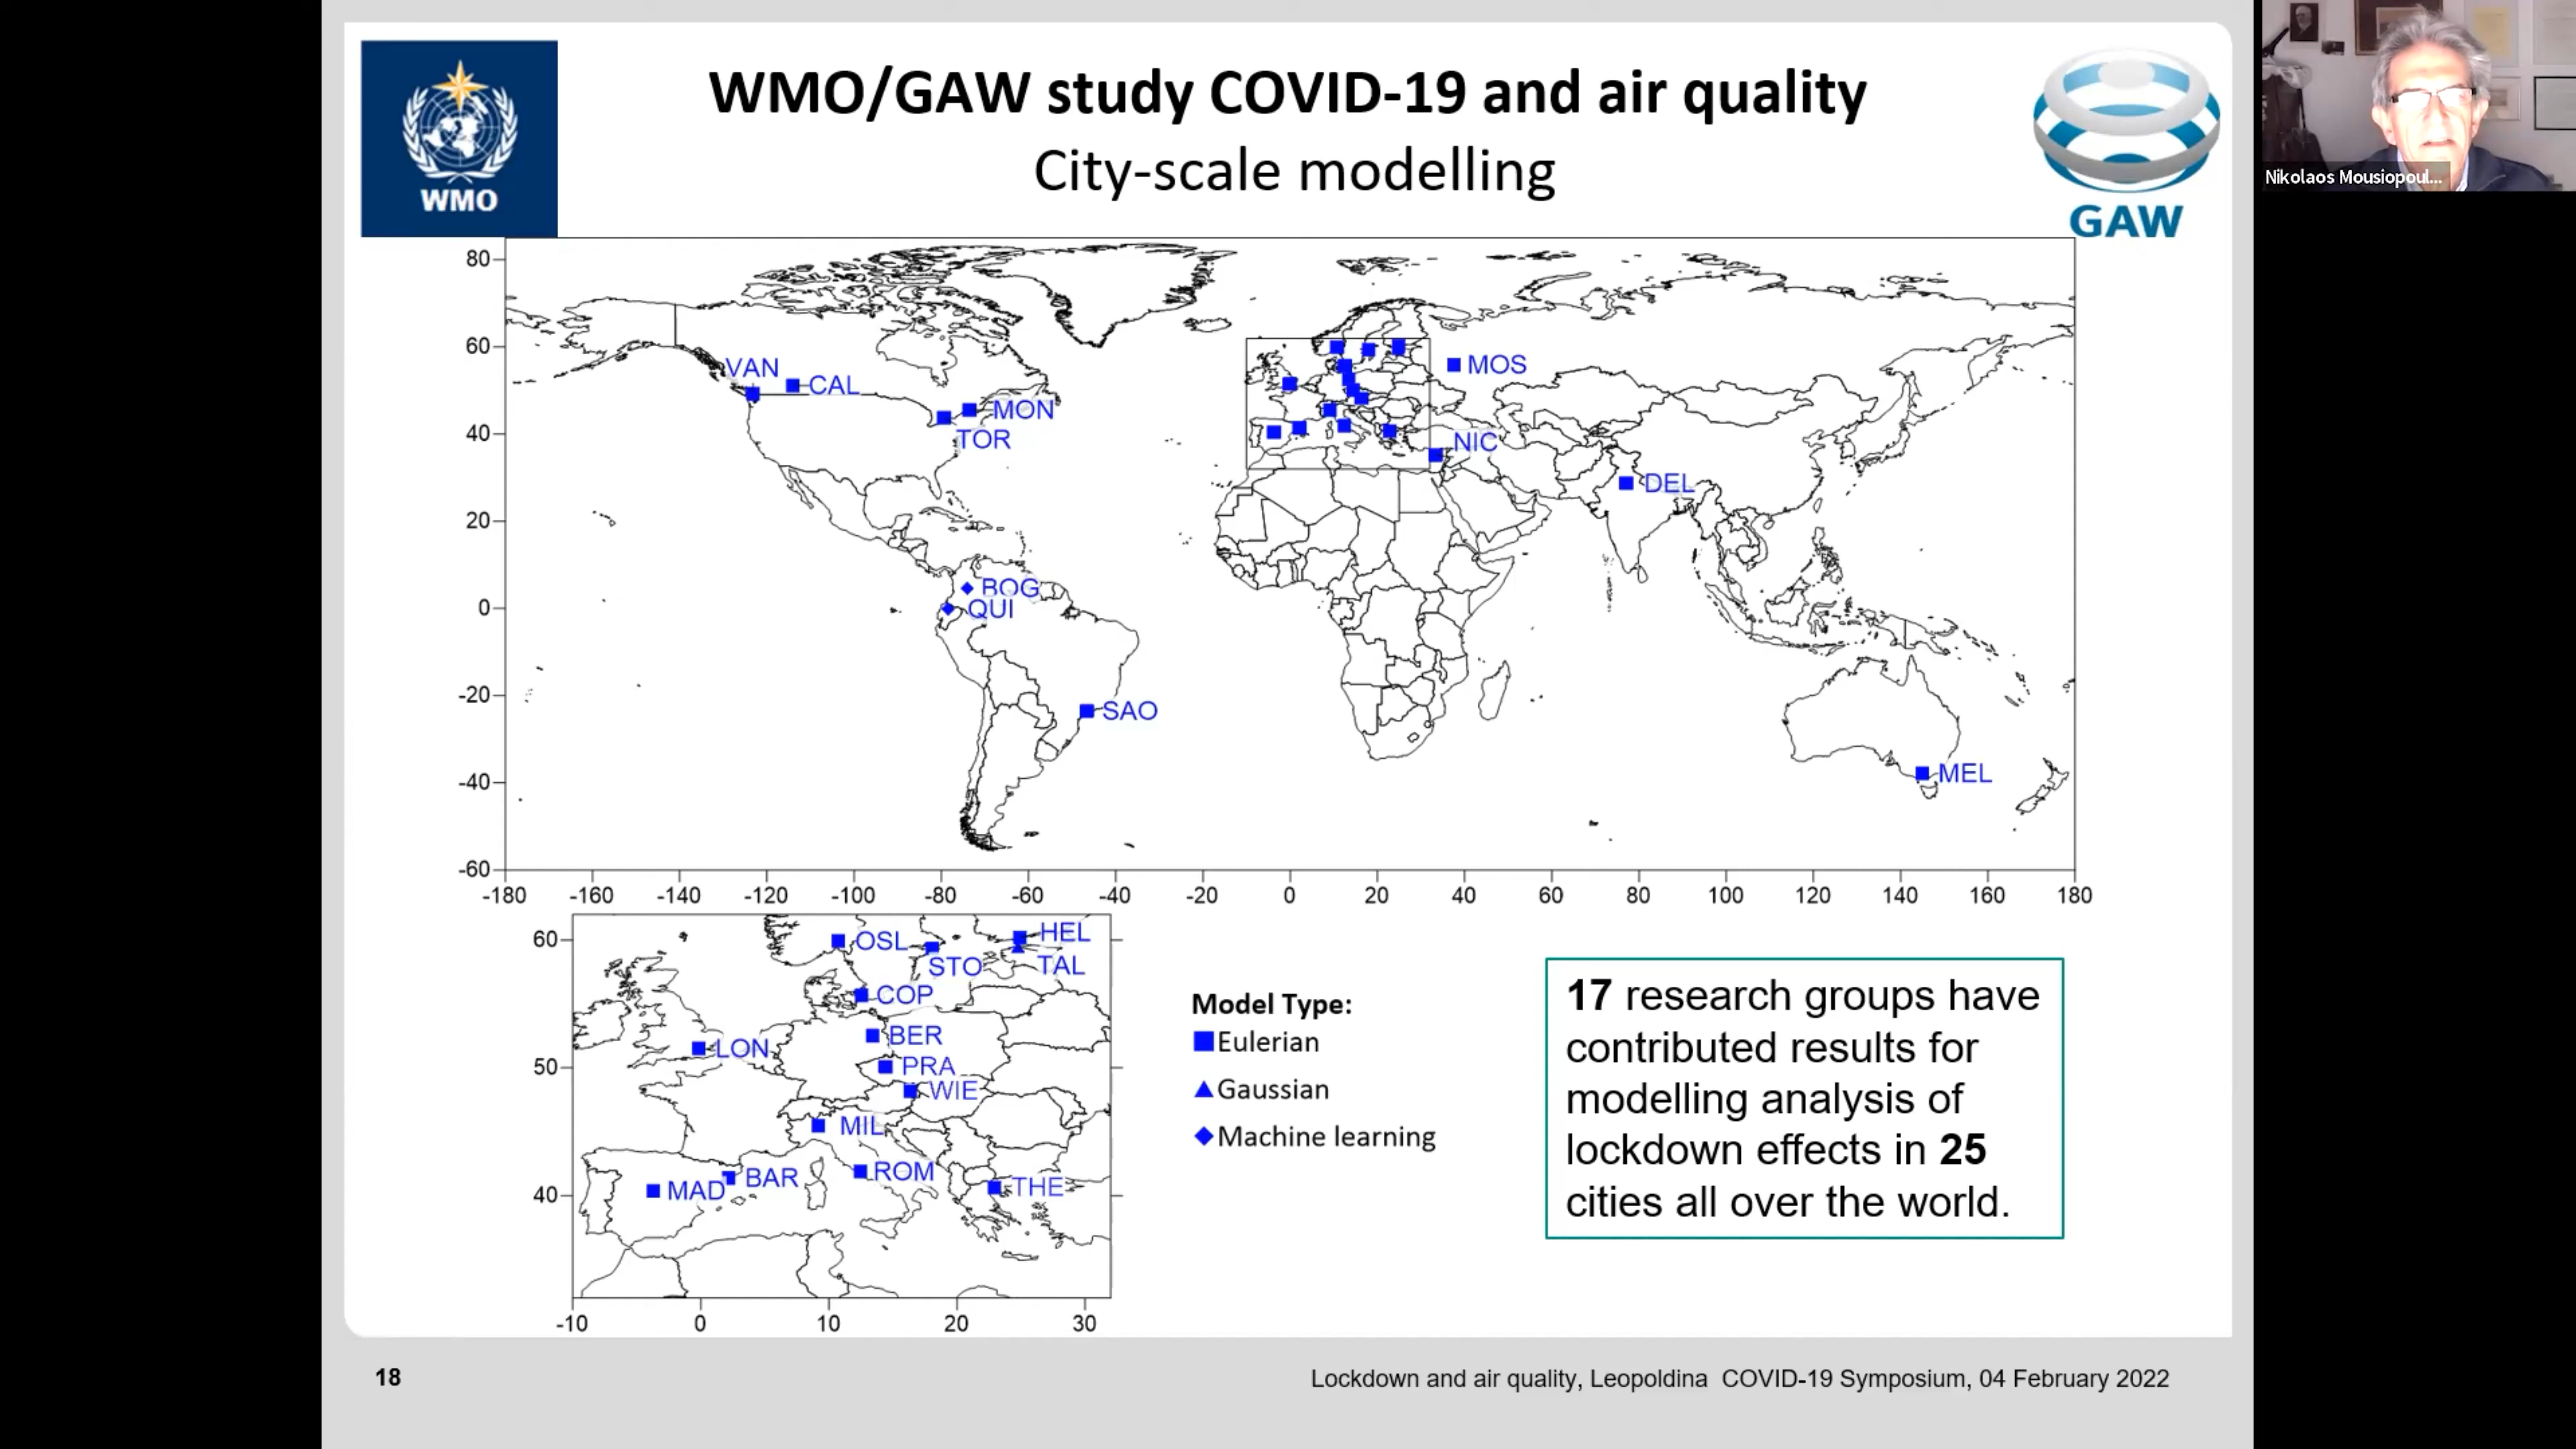 WMO/GAW study COVID-19 and air quality
City-scale modelling
WMO
GAW
Nikolaos Mousiopoul...
80
60
40
20
0
-20
-40
-60
-180 -160 -140 -120 -100 -80 -60 -40 -20 0 20 40 60 80 100 120 140 160 180
VAN
CAL
MON
TOR
BOG
QUI
SAO
MOS
NIC
DEL
MEL
60
50
40
-10 0 10 20 30
OSL
HEL
STO
TAL
COP
BER
LON
PRA
WIE
MIL
ROM
BAR
MAD
THE
Model Type:
Eulerian
Gaussian
Machine learning
17 research groups have
contributed results for
modelling analysis of
lockdown effects in 25
cities all over the world.
18
Lockdown and air quality, Leopoldina COVID-19 Symposium, 04 February 2022